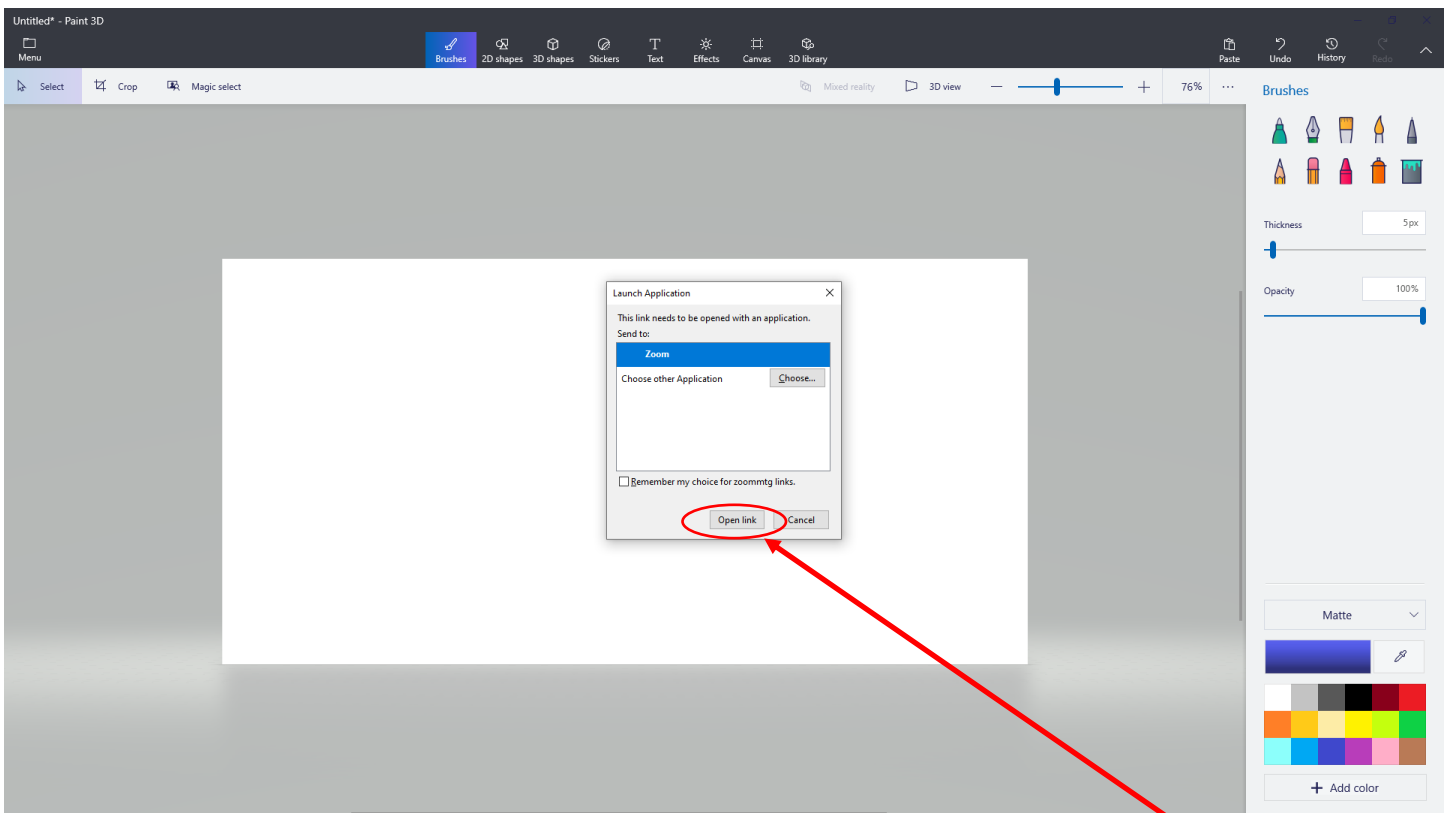 Untitled* - Paint 3D
Menu
Brushes
2D shapes
3D shapes
Stickers
Text
Effects
Canvas
3D library
Paste
Undo
History
Redo
Select
Crop
Magic select
Mixed reality
3D view
76%
Brushes
Thickness
5px
Opacity
100%
Launch Application
This link needs to be opened with an application.
Send to:
Zoom
Choose other Application
Choose...
Remember my choice for zoommtg links.
Open link
Cancel
Matte
Add color